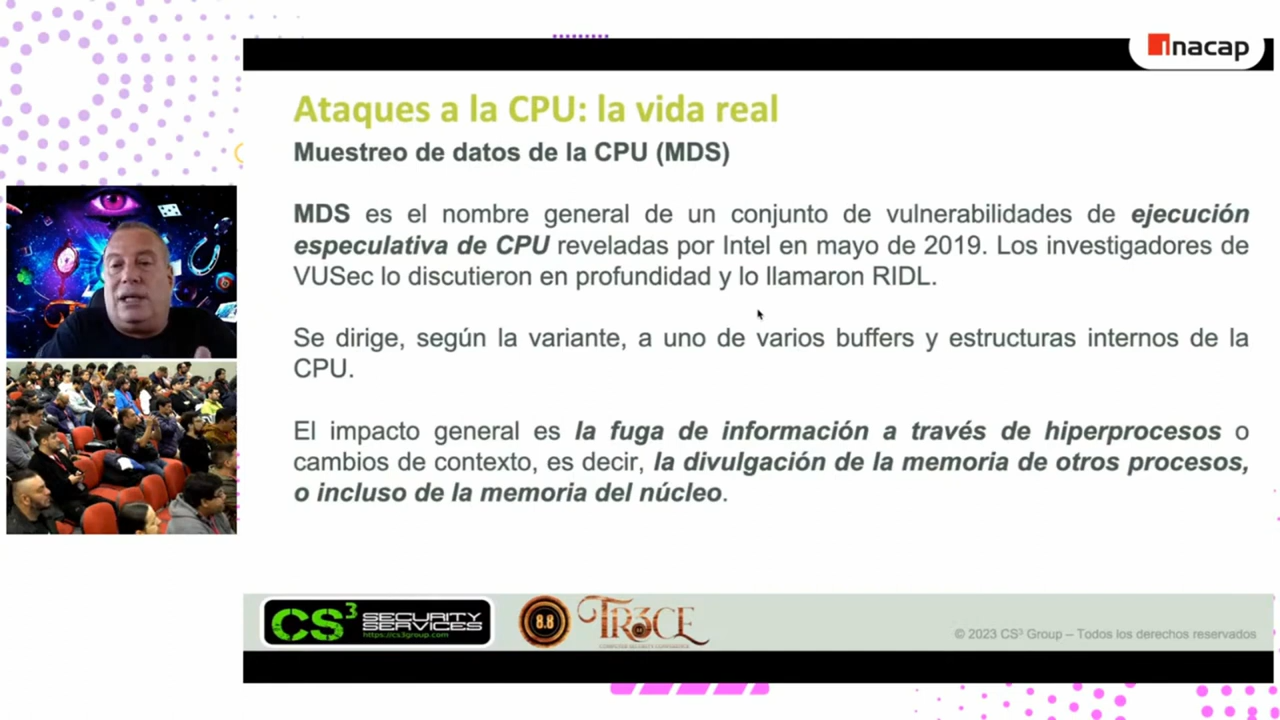 ınacap
Ataques a la CPU: la vida real
Muestreo de datos de la CPU (MDS)
MDS es el nombre general de un conjunto de vulnerabilidades de ejecución
especulativa de CPU reveladas por Intel en mayo de 2019. Los investigadores de
VUSec lo discutieron en profundidad y lo llamaron RIDL.
Se dirige, según la variante, a uno de varios buffers y estructuras internos de la
CPU.
El impacto general es la fuga de información a través de hiperprocesos o
cambios de contexto, es decir, la divulgación de la memoria de otros procesos,
o incluso de la memoria del núcleo.
CS³ SECURITY
SERVICES
https://cs3group.com
8.8
TR3CE
© 2023 CS³ Group – Todos los derechos reservados